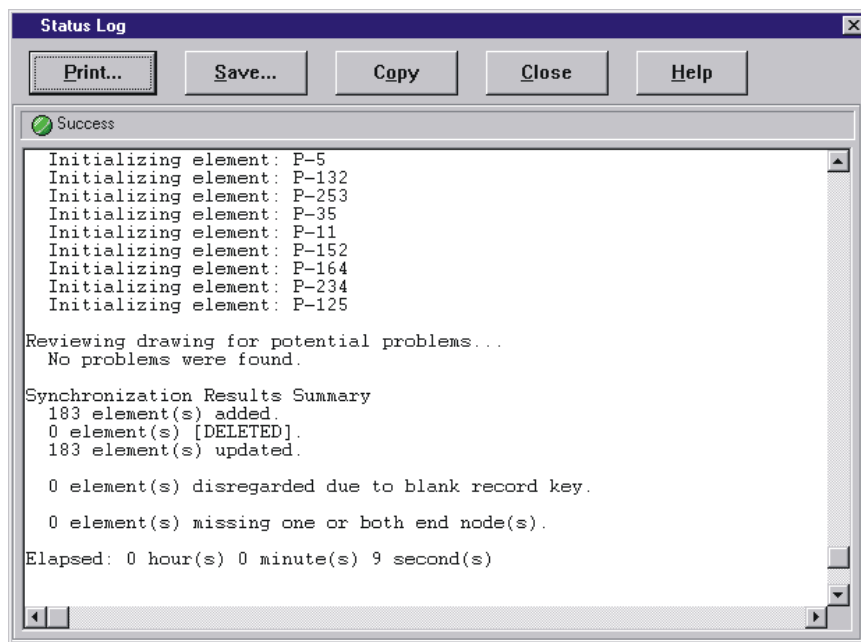 Status Log
Print... Save... Copy Close Help
Success
Initializing element: P-5
Initializing element: P-132
Initializing element: P-253
Initializing element: P-35
Initializing element: P-11
Initializing element: P-152
Initializing element: P-164
Initializing element: P-234
Initializing element: P-125
Reviewing drawing for potential problems...
No problems were found.
Synchronization Results Summary
183 element(s) added.
0 element(s) [DELETED].
183 element(s) updated.
0 element(s) disregarded due to blank record key.
0 element(s) missing one or both end node(s).
Elapsed: 0 hour(s) 0 minute(s) 9 second(s)